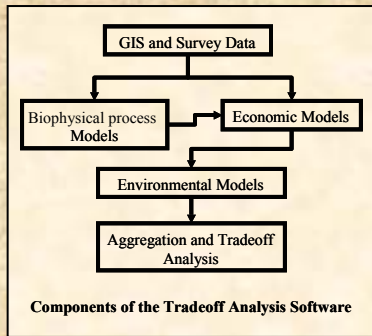 GIS and Survey Data
Biophysical process
Models
Economic Models
Environmental Models
Aggregation and Tradeoff
Analysis
Components of the Tradeoff Analysis Software